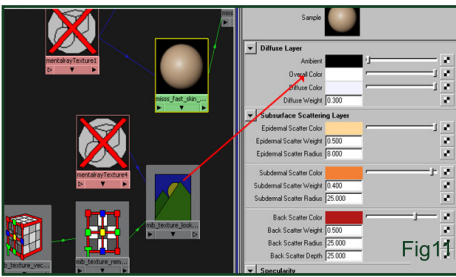 Sample
mentalrayTexture1
misss_fast_skin_...
mentalrayTexture4
mib_texture_look...
mib_texture_rem...
Diffuse Layer
Ambient
Overall Color
Diffuse Color
Diffuse Weight 0.300
Subsurface Scattering Layer
Epidermal Scatter Color
Epidermal Scatter Weight 0.500
Epidermal Scatter Radius 8.000
Subdermal Scatter Color
Subdermal Scatter Weight 0.400
Subdermal Scatter Radius 25.000
Back Scatter Color
Back Scatter Weight 0.500
Back Scatter Radius 25.000
Back Scatter Depth 25.000
Specularity
Fig11